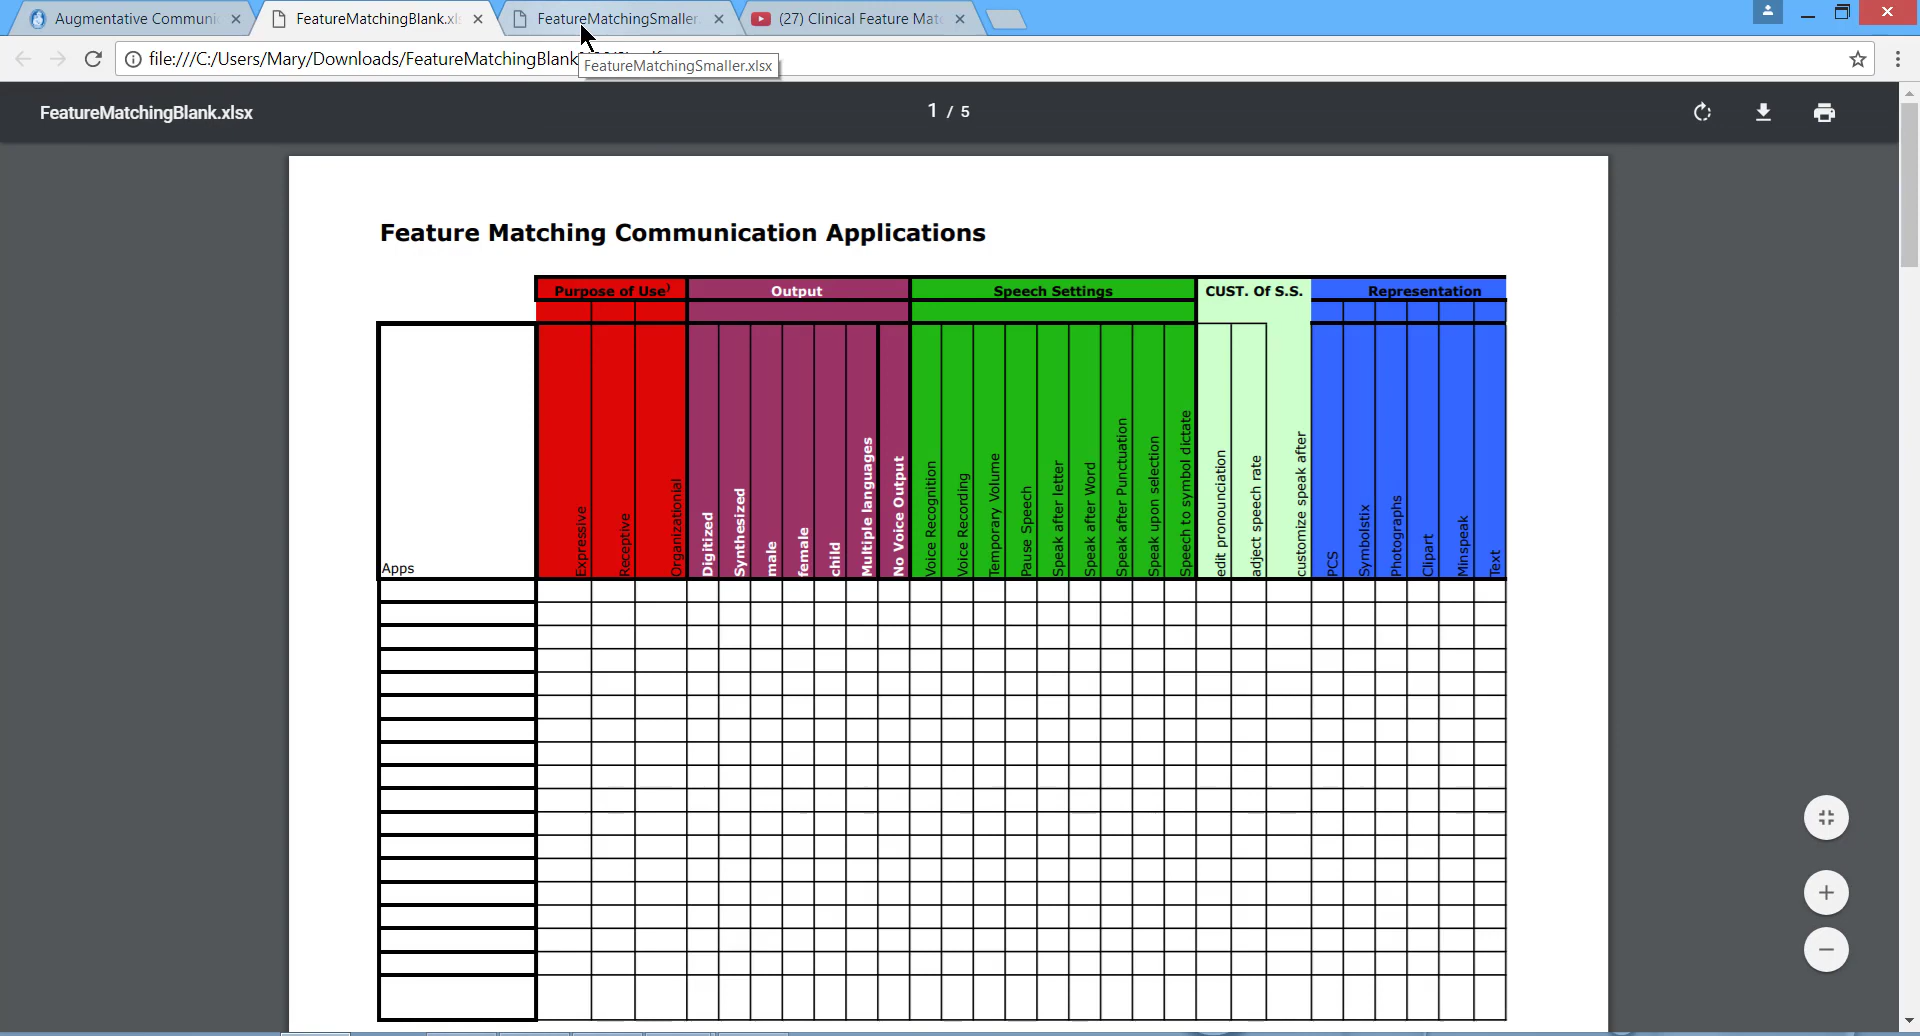 Augmentative Communi
FeatureMatchingBlank.xls
FeatureMatchingSmaller
(27) Clinical Feature Mat
file:///C:/Users/Mary/Downloads/FeatureMatchingBlank
FeatureMatchingSmaller.xlsx
FeatureMatchingBlank.xlsx
1 / 5
Feature Matching Communication Applications
Purpose of Use)
Output
Speech Settings
CUST. Of S.S.
Representation
Apps
Expressive
Receptive
Organizationial
Digitized
Synthesized
male
female
child
Multiple languages
No Voice Output
Voice Recognition
Voice Recording
Temporary Volume
Pause Speech
Speak after letter
Speak after Word
Speak after Punctuation
Speak upon selection
Speech to symbol dictate
edit pronounciation
adject speech rate
customize speak after
PCS
Symbolstix
Photographs
Clipart
Minspeak
Text